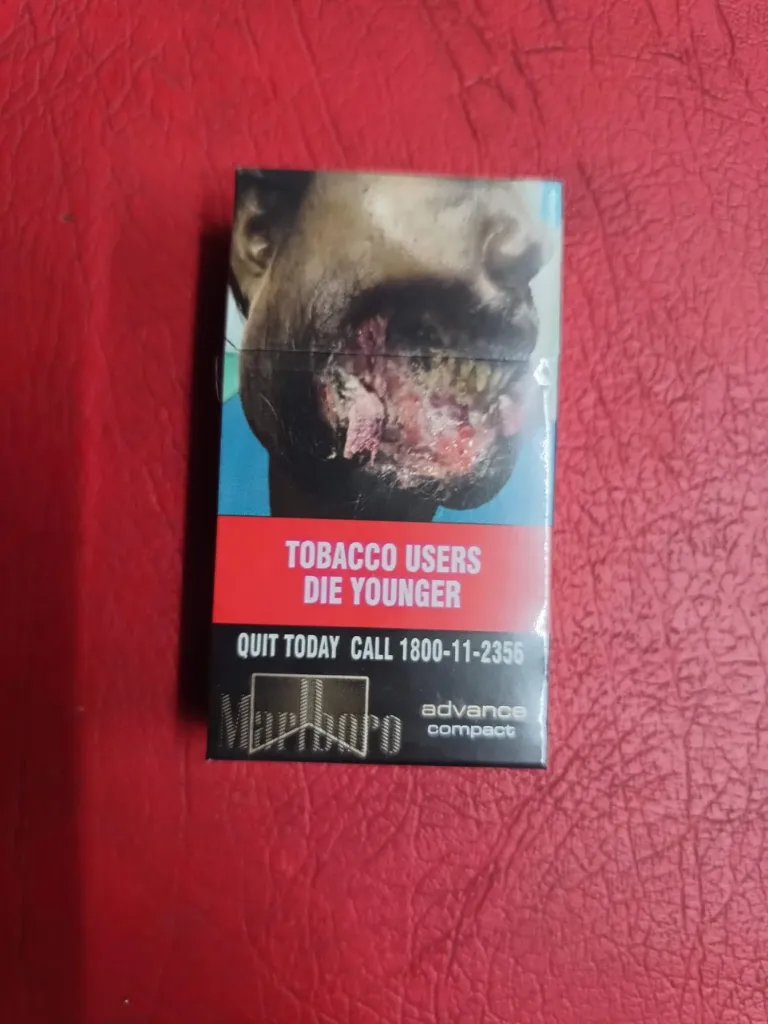 TOBACCO USERS
DIE YOUNGER
QUIT TODAY CALL 1800-11-2356
Marlboro
advance
compact